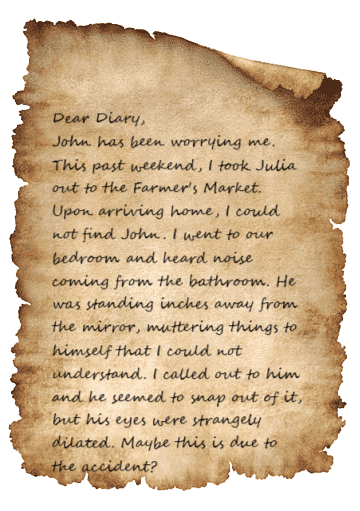 Dear Diary,
John has been worrying me.
This past weekend, I took Julia
out to the Farmer's Market.
Upon arriving home, I could
not find John. I went to our
bedroom and heard noise
coming from the bathroom. He
was standing inches away from
the mirror, muttering things to
himself that I could not
understand. I called out to him
and he seemed to snap out of it,
but his eyes were strangely
dilated. Maybe this is due to
the accident?